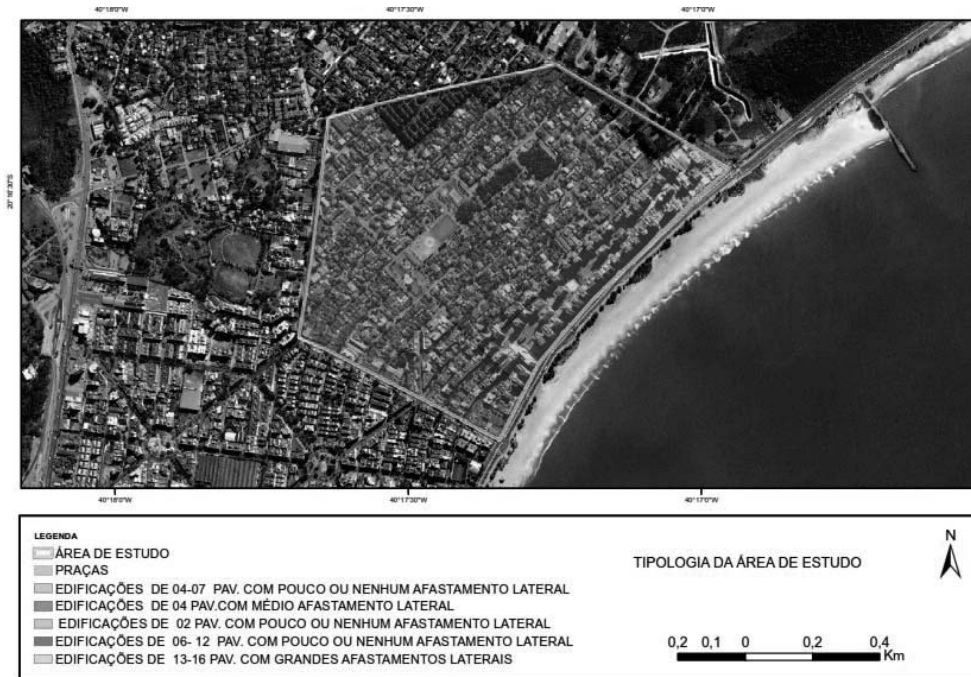 40°18'0"W 40°17'30"W 40°17'0"W
20°16'30"S
40°18'0"W 40°17'30"W 40°17'0"W
LEGENDA
ÁREA DE ESTUDO
PRAÇAS
EDIFICAÇÕES DE 04-07 PAV. COM POUCO OU NENHUM AFASTAMENTO LATERAL
EDIFICAÇÕES DE 04 PAV.COM MÉDIO AFASTAMENTO LATERAL
EDIFICAÇÕES DE 02 PAV COM POUCO OU NENHUM AFASTAMENTO LATERAL
EDIFICAÇÕES DE 06- 12 PAV. COM POUCO OU NENHUM AFASTAMENTO LATERAL
EDIFICAÇÕES DE 13-16 PAV. COM GRANDES AFASTAMENTOS LATERAIS
TIPOLOGIA DA ÁREA DE ESTUDO
N
0,2 0,1 0 0,2 0,4
Km